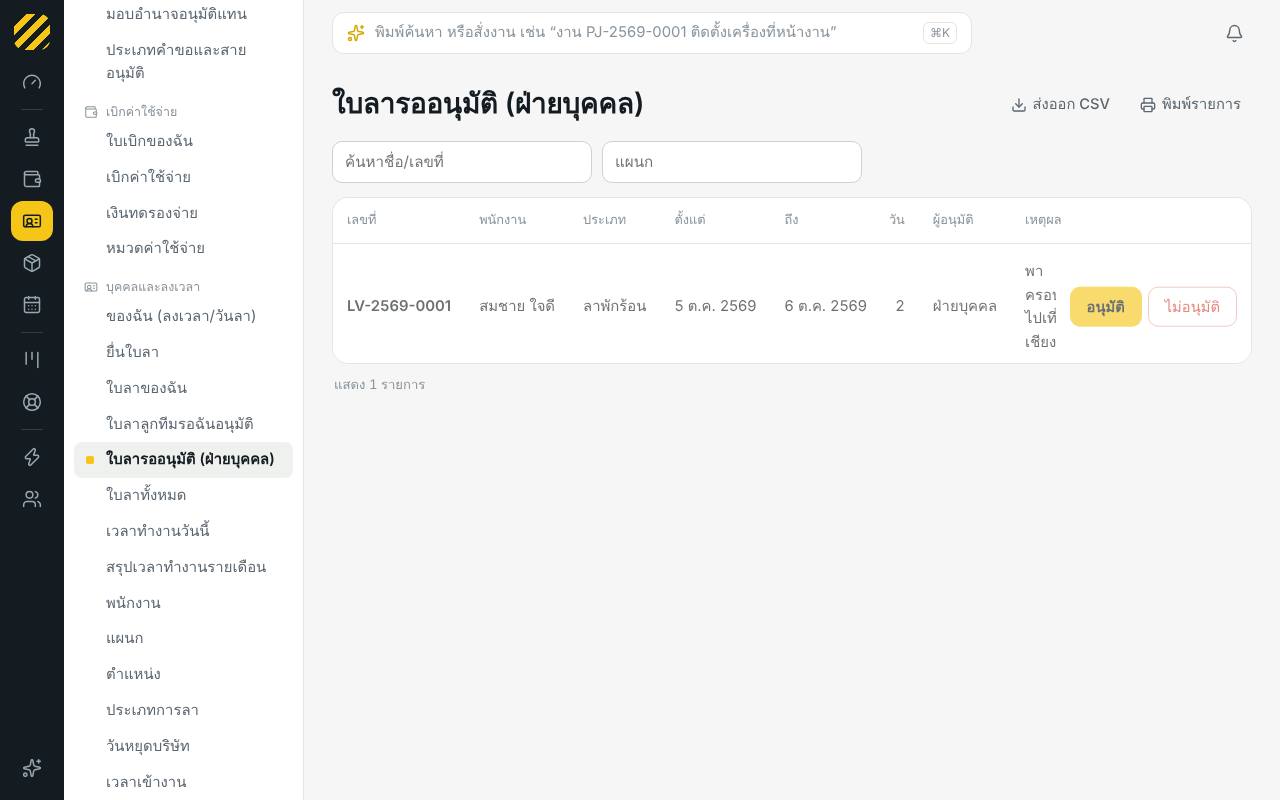 มอบอำนาจอนุมัติแทน
ประเภทคำขอและสาย
อนุมัติ
เบิกค่าใช้จ่าย
ใบเบิกของฉัน
เบิกค่าใช้จ่าย
เงินทดรองจ่าย
หมวดค่าใช้จ่าย
บุคคลและลงเวลา
ของฉัน (ลงเวลา/วันลา)
ยื่นใบลา
ใบลาของฉัน
ใบลาลูกทีมรอฉันอนุมัติ
ใบลารออนุมัติ (ฝ่ายบุคคล)
ใบลาทั้งหมด
เวลาทำงานวันนี้
สรุปเวลาทำงานรายเดือน
พนักงาน
แผนก
ตำแหน่ง
ประเภทการลา
วันหยุดบริษัท
เวลาเข้างาน
พิมพ์ค้นหา หรือสั่งงาน เช่น “งาน PJ-2569-0001 ติดตั้งเครื่องที่หน้างาน” ⌘K
ใบลารออนุมัติ (ฝ่ายบุคคล)
ส่งออก CSV พิมพ์รายการ
ค้นหาชื่อ/เลขที่ แผนก
เลขที่ พนักงาน ประเภท ตั้งแต่ ถึง วัน ผู้อนุมัติ เหตุผล
LV-2569-0001 สมชาย ใจดี ลาพักร้อน 5 ต.ค. 2569 6 ต.ค. 2569 2 ฝ่ายบุคคล
พา
ไปเที่
เชียง
อนุมัติ ไม่อนุมัติ
แสดง 1 รายการ